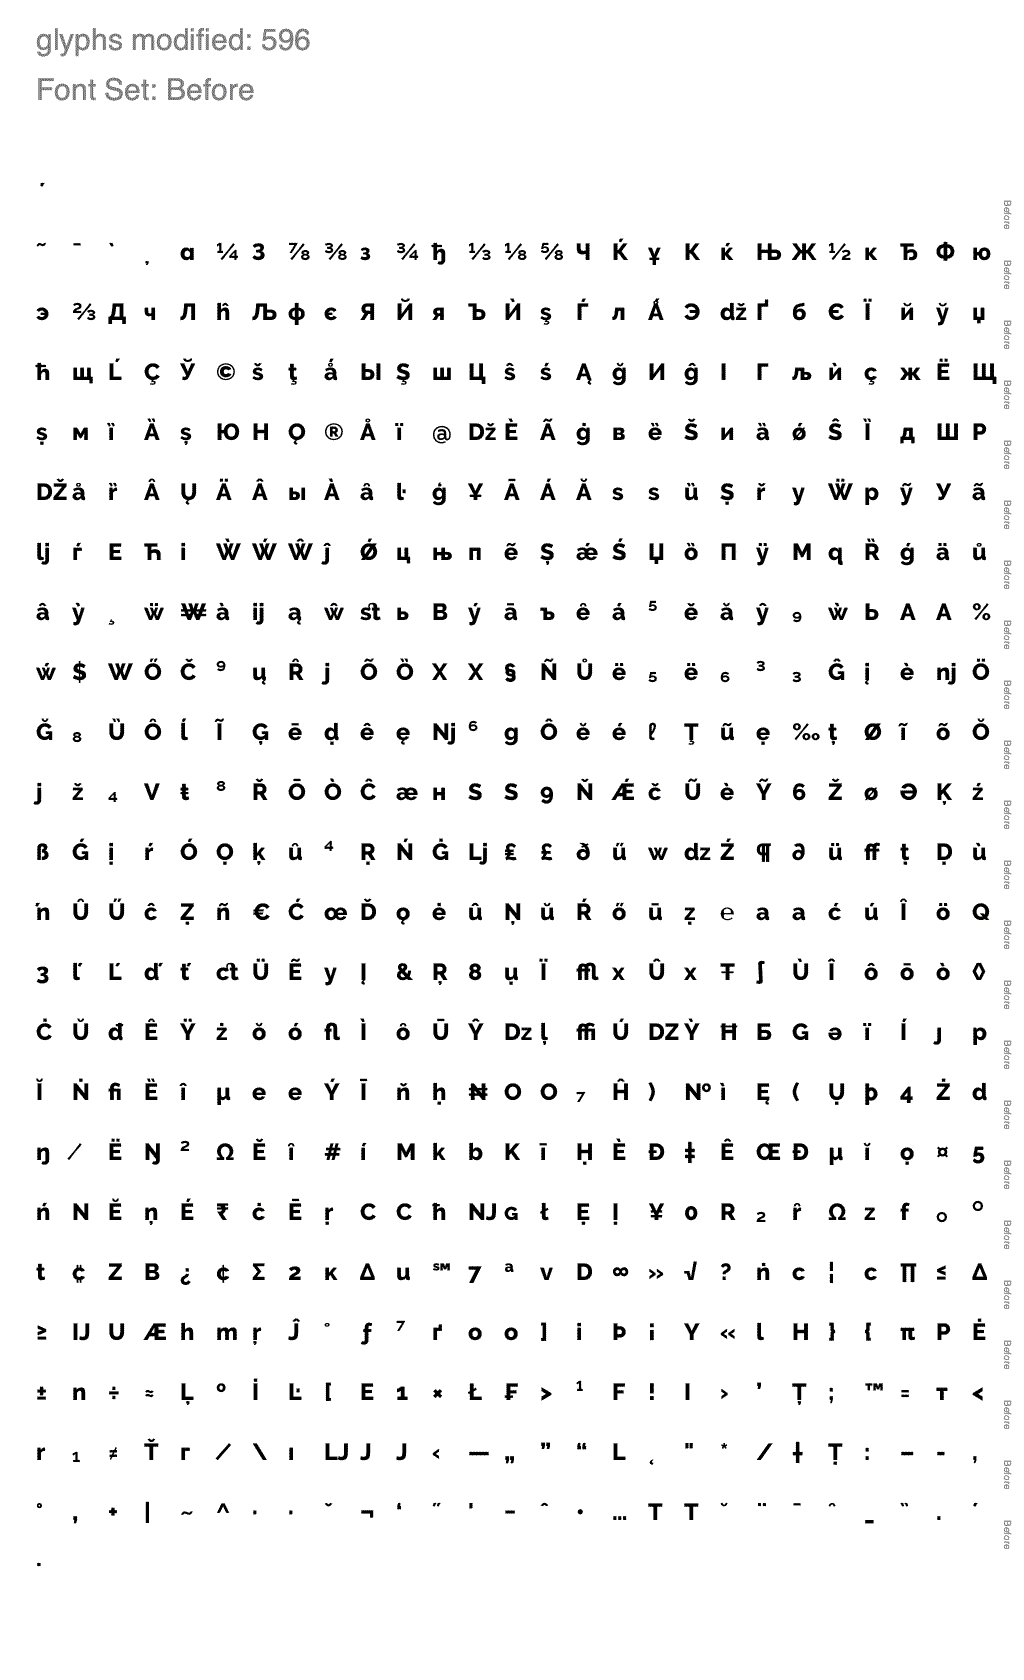 glyphs modified: 596
Font Set: Before
΄
˜ ¯ ` ̣ ɑ ¼ З ⅞ ⅜ з ¾ ђ ⅓ ⅛ ⅝ Ч Ќ ұ К ќ Њ Ж ½ к Ђ Ф ю Before
э ⅔ Д ч Л ĥ Љ ф є Я Й я Ъ Ѝ ş Ѓ л Ǻ Э ǆ Ґ б Є Ї й ў џ Before
ћ щ Ĺ Ç Ў © š ţ ǻ Ы Ş ш Ц ŝ ś Ą ğ И ĝ І Г љ ѝ ç ж Ё Щ Before
ș м ȉ Ȁ ș Ю Н Ǫ ® Å ï @ ǅ È Ã ġ в ё Š и ȁ ǿ Ŝ Ȉ д Ш Р Before
Ǆ å ȑ Â Ų Ä Â ы À â ŀ ģ ¥ Ā Á Ă s ѕ ȕ Ș ř у Ẅ р ỹ У ã Before
ǉ ŕ Е Ћ і Ẁ Ẃ Ŵ ĵ Ǿ ц њ п ẽ Ș ǽ Ś Џ ȍ П ÿ М q Ȑ ģ ä ů Before
â ỳ ¸ ẅ ₩ à ĳ ą ŵ ﬆ ь В ý ā ъ ê á ⁵ ě ă ŷ ₉ ẁ Ь А A % Before
ẃ $ W Ő Č ⁹ ų Ȓ j Õ Ȍ Х X § Ñ Ů ë ₅ ë ₆ ³ ₃ Ĝ į è ǌ Ö Before
Ğ ₈ Ȕ Ô ĺ Ĩ Ģ ē ḍ ê ę ǋ ⁶ g Ô ĕ é ℓ Ţ ũ ẹ ‰ ț Ø ĩ õ Ŏ Before
ј ž ₄ V ŧ ⁸ Ř Ō Ò Ĉ æ н Ѕ S 9 Ň Ǽ č Ũ è Ỹ 6 Ž ø Ə Ķ ź Before
ß Ǵ ị ŕ Ó Ọ ķ û ⁴ Ṛ Ń Ġ ǈ ₤ £ ð ű w ǳ Ź ¶ ∂ ü ﬀ ṭ Ḍ ù Before
ŉ Û Ű ĉ Ẓ ñ € Ć œ Ď ǫ ė û Ņ ŭ Ŕ ő ū ẓ ℮ а a ć ú Î ö Q Before
3 ľ Ľ ď ť ct Ü Ẽ y Į & Ŗ 8 ụ Ï ﬄ х Û x Ŧ ʃ Ù Î ô ō ò ◊ Before
Ċ Ŭ đ Ê Ÿ ż ŏ ó ﬂ Ì ô Ū Ŷ ǲ ļ ﬃ Ú Ǳ Ỳ Ħ Б G ə ï Í ȷ p Before
Ĭ Ṅ ﬁ Ȅ î µ е e Ý Ī ň ḥ ₦ О O ₇ Ĥ ) № ì Ę ( Ụ þ 4 Ż d Before
ŋ ⁄ Ë Ŋ ² Ω Ě î # í M k b K ī Ḥ È Đ ‡ Ê Œ Ð μ ĭ ọ ¤ 5 Before
ń N Ĕ ņ É ₹ ċ Ē ṛ С C ħ Ǌ ɢ ł Ẹ Ị ¥ 0 R ₂ ȓ Ω z f ˳ ° Before
t ₵ Z B ¿ ¢ Σ 2 ĸ ∆ u ℠ 7 ª v D ∞ » √ ? ṅ с ¦ c ∏ ≤ Δ Before
≥ Ĳ U Æ h m ŗ Ĵ ˚ ƒ ⁷ ґ о o ] i Þ ¡ Y « l H } { π P Ė Before
± n ÷ ≈ Ļ º İ Ŀ [ E 1 × Ł ₣ > ¹ F ! I › ’ Ț ; ™ = т < Before
r ₁ ≠ Ť г / \ ı Ǉ J Ј ‹ — „ ” “ L ˛ " * / ƚ Ṭ : – - , Before
˚ , + | ~ ^ · · ˇ ¬ ‘ ˝ ' − ˆ • … Т T ˘ ¨ ¯ ̑ _ ̏ . ´ Before
.